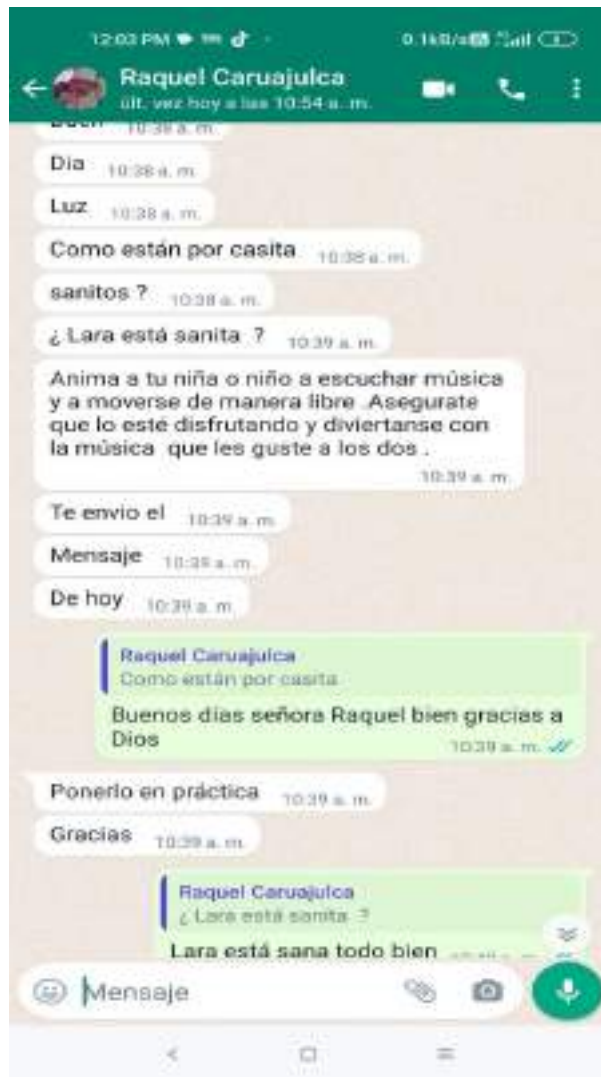 12:03 PM
Raquel Caruajulca
últ. vez hoy a las 10:54 a. m.
10:38 a. m.
Dia 10:38 a. m.
Luz 10:38 a. m.
Como están por casita 10:38 a. m.
sanitos ? 10:38 a. m.
¿ Lara está sanita ? 10:39 a. m.
Anima a tu niña o niño a escuchar música
y a moverse de manera libre .Asegurate
que lo esté disfrutando y diviertanse con
la música que les guste a los dos .
10:39 a. m.
Te envio el 10:39 a. m.
Mensaje 10:39 a. m.
De hoy 10:39 a. m.
Raquel Caruajulca
Como están por casita
Buenos días señora Raquel bien gracias a
Dios
10:39 a. m.
Ponerlo en práctica 10:39 a. m.
Gracias 10:39 a. m.
Raquel Caruajulca
¿ Lara está sanita ?
Lara está sana todo bien
Mensaje